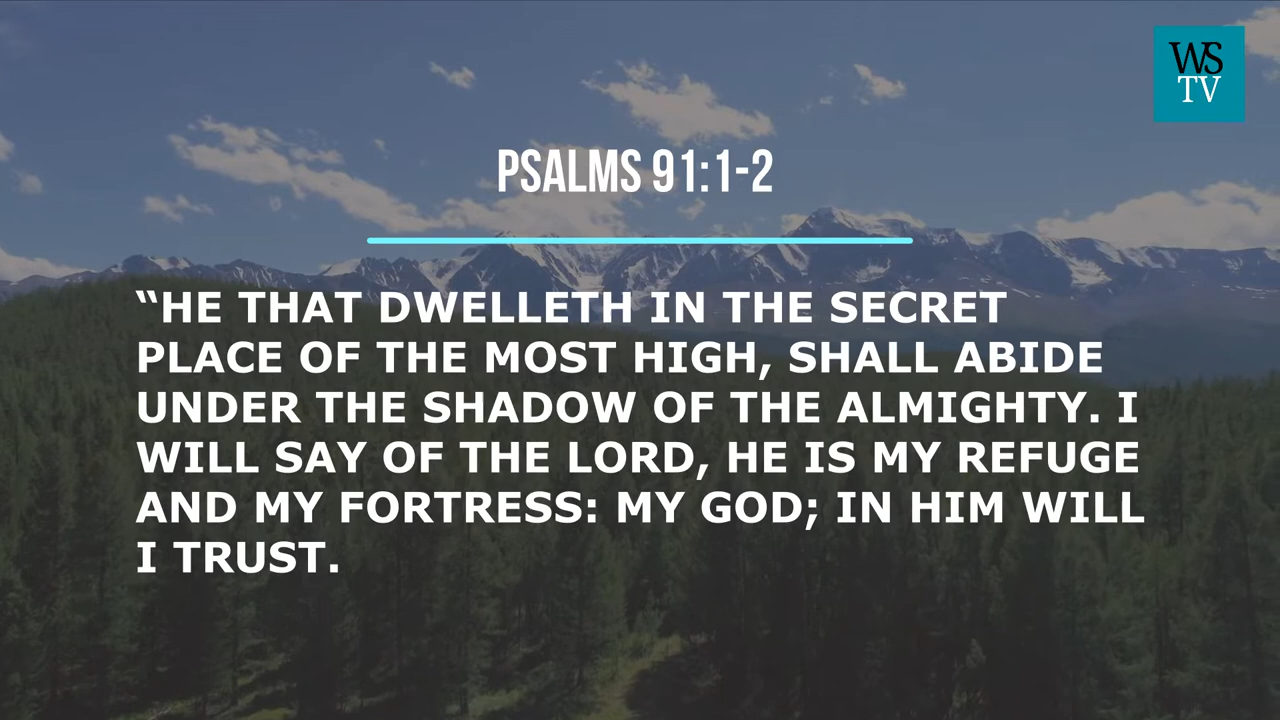 WS
TV
PSALMS 91:1-2
“HE THAT DWELLETH IN THE SECRET
PLACE OF THE MOST HIGH, SHALL ABIDE
UNDER THE SHADOW OF THE ALMIGHTY. I
WILL SAY OF THE LORD, HE IS MY REFUGE
AND MY FORTRESS: MY GOD; IN HIM WILL
I TRUST.